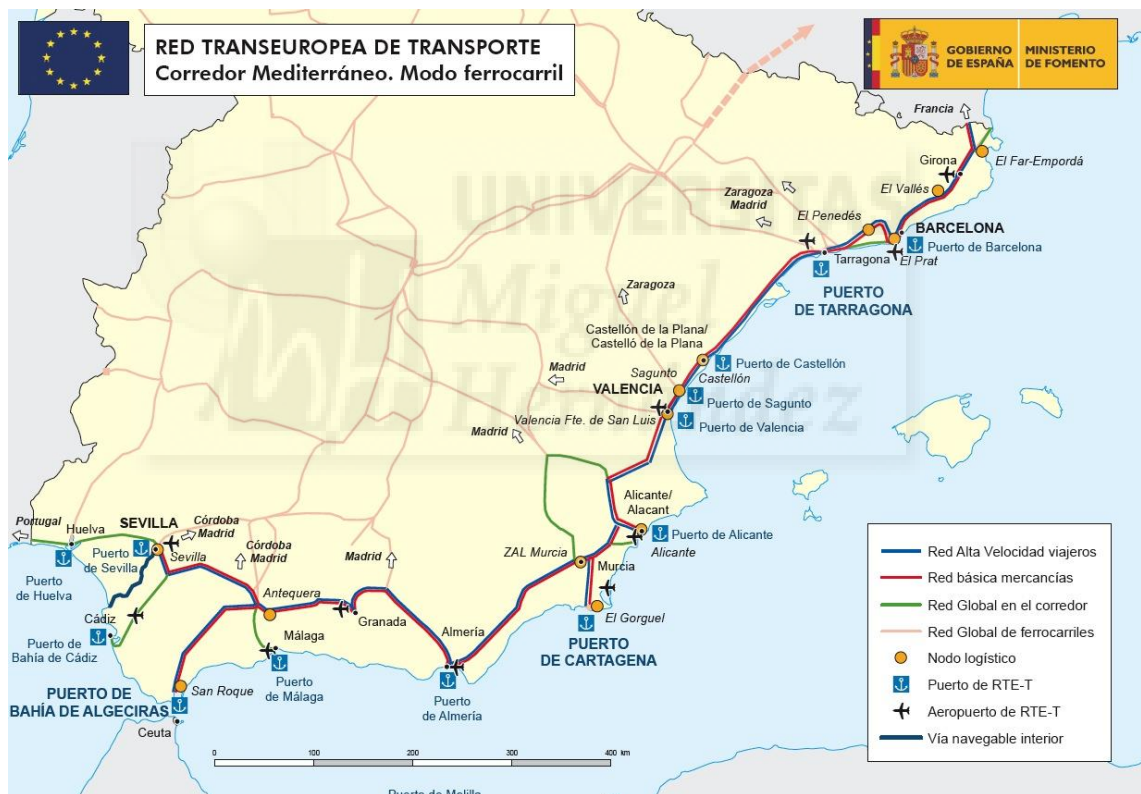 RED TRANSEUROPEA DE TRANSPORTE
Corredor Mediterráneo. Modo ferrocarril
GOBIERNO
DE ESPAÑA
MINISTERIO
DE FOMENTO
UNIVERSITAS
Miguel
Hernández
Francia
El Far-Empordá
Girona
El Vallés
Zaragoza
Madrid
El Penedés
BARCELONA
Puerto de Barcelona
Tarragona
El Prat
PUERTO
DE TARRAGONA
Zaragoza
Castellón de la Plana/
Castelló de la Plana
Puerto de Castellón
Castellón
Sagunto
Madrid
VALENCIA
Puerto de Sagunto
Valencia Fte. de San Luis
Puerto de Valencia
Madrid
Alicante/
Alacant
Puerto de Alicante
Alicante
ZAL Murcia
Murcia
El Gorguel
PUERTO
DE CARTAGENA
Portugal
Huelva
SEVILLA
Córdoba
Madrid
Puerto
de Sevilla
Sevilla
Córdoba
Madrid
Madrid
Puerto
de Huelva
Antequera
Cádiz
Granada
Almería
Málaga
Puerto de
Bahía de Cádiz
Puerto
de Málaga
San Roque
PUERTO DE
BAHÍA DE ALGECIRAS
Puerto
de Almería
Ceuta
0 100 200 300 400 km
Puerto de Melilla
Red Alta Velocidad viajeros
Red básica mercancías
Red Global en el corredor
Red Global de ferrocarriles
Nodo logístico
Puerto de RTE-T
Aeropuerto de RTE-T
Vía navegable interior